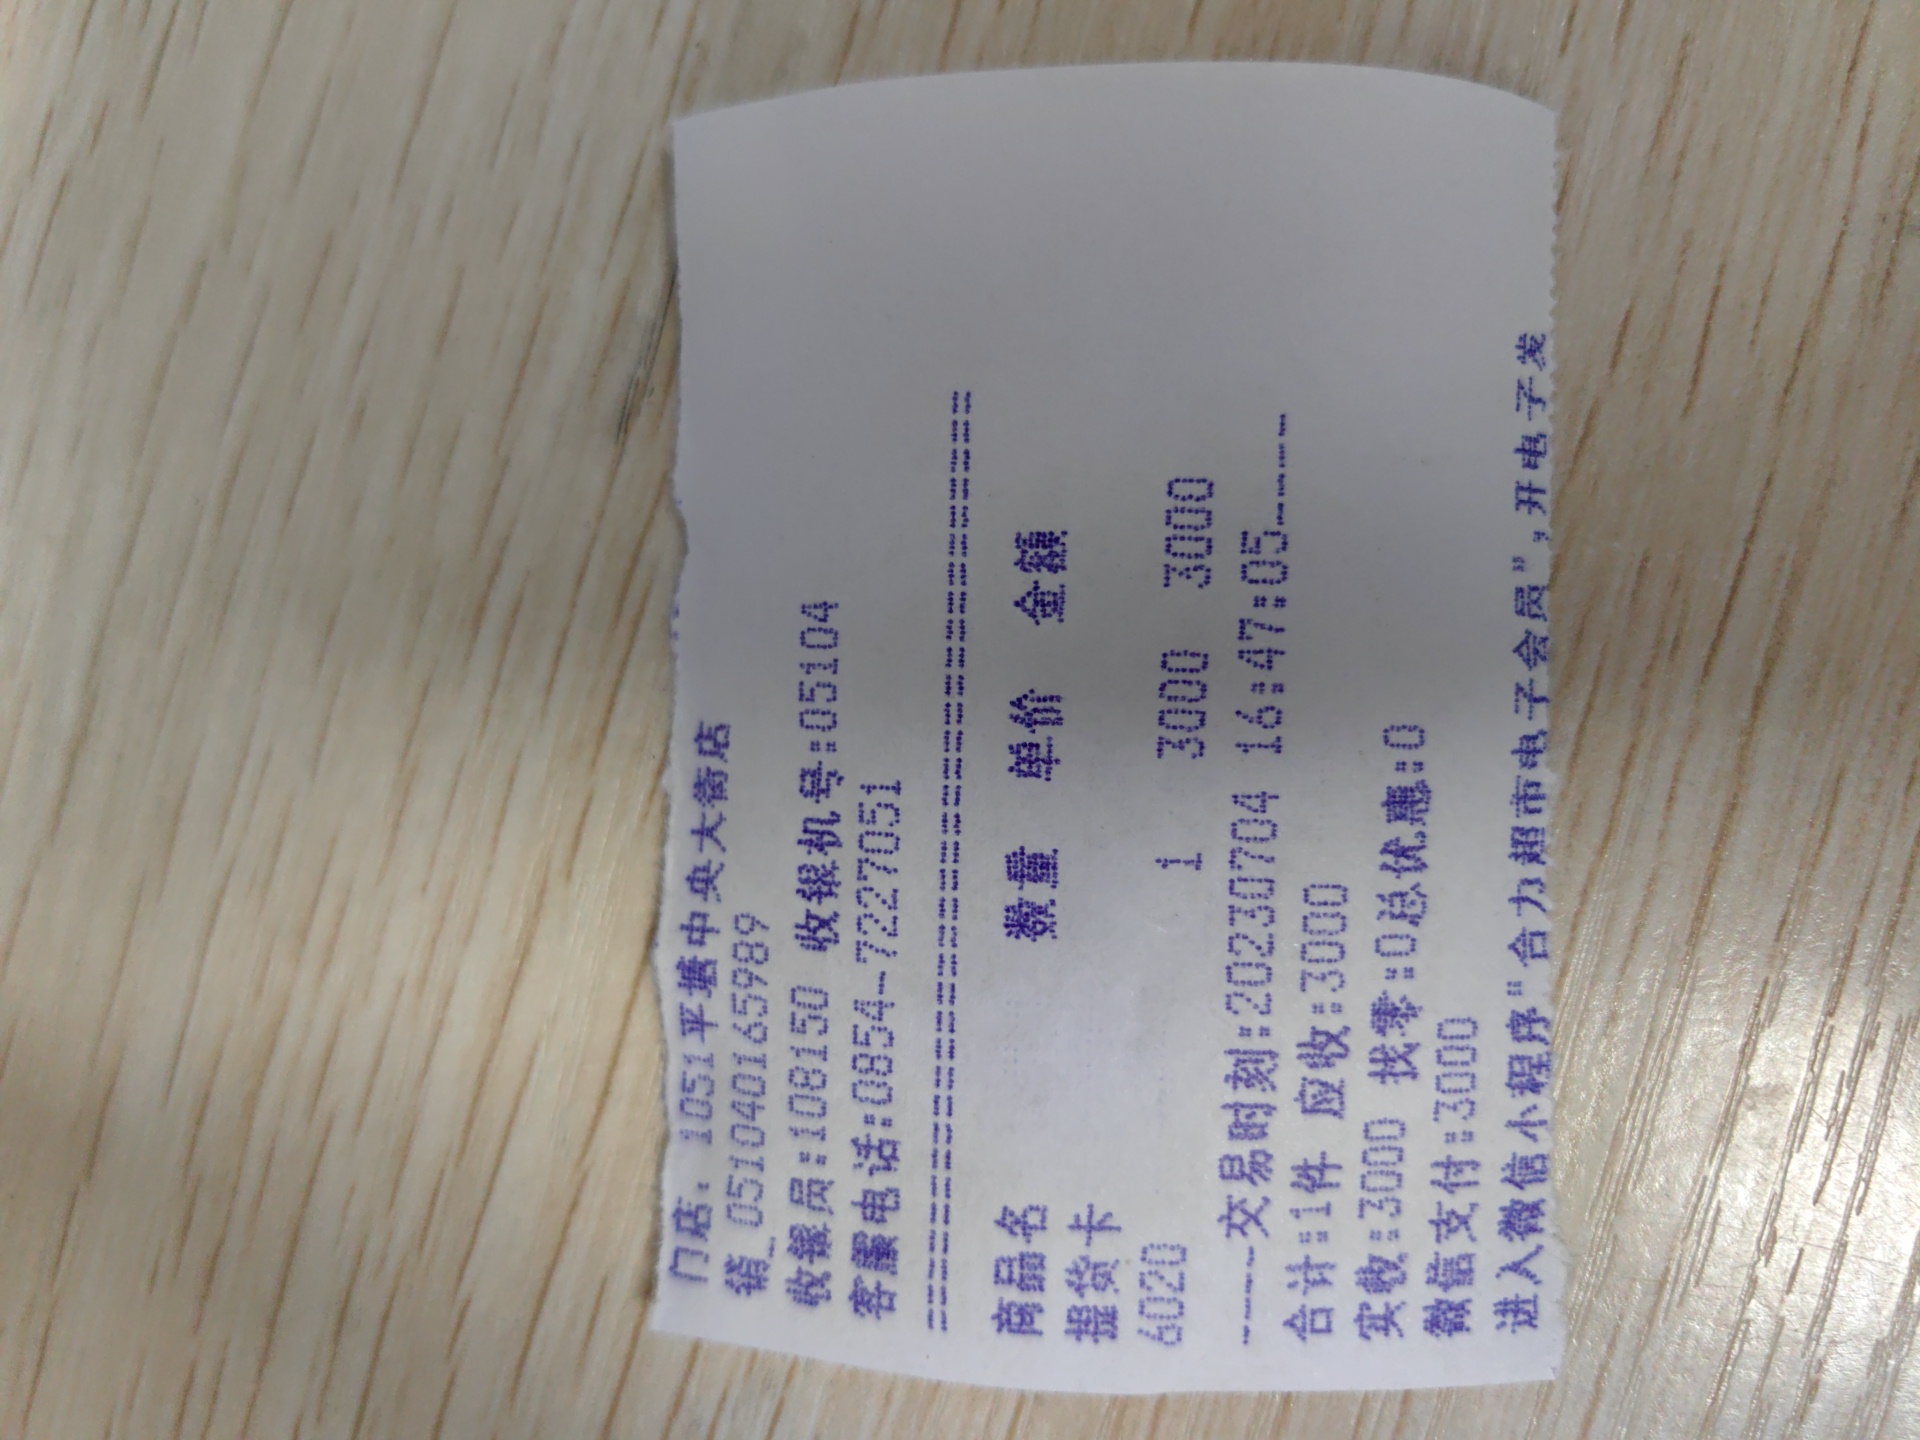 门店: 1051平塘中央大街店
销_051040165989
收银员:108150 收银机号:05104
客服电话:0854-7227051
========================================
商品名 数量 单价 金额
提货卡
6020 1 3000 3000
----交易时刻:20230704 16:47:05----
合计:1件 应收:3000
实收:3000 找零:0总优惠:0
微信支付:3000
进入微信小程序"合力超市电子会员",开电子发